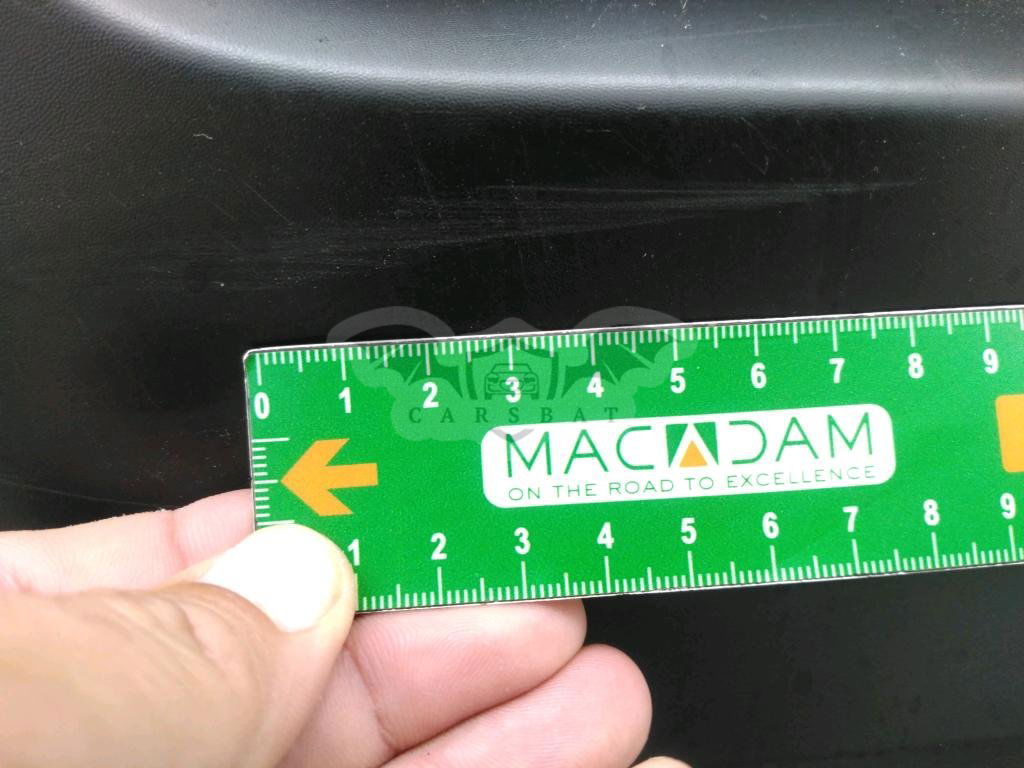 0 1 2 3 4 5 6 7 8 9
CARSBAT
MACADAM
ON THE ROAD TO EXCELLENCE
1 2 3 4 5 6 7 8 9